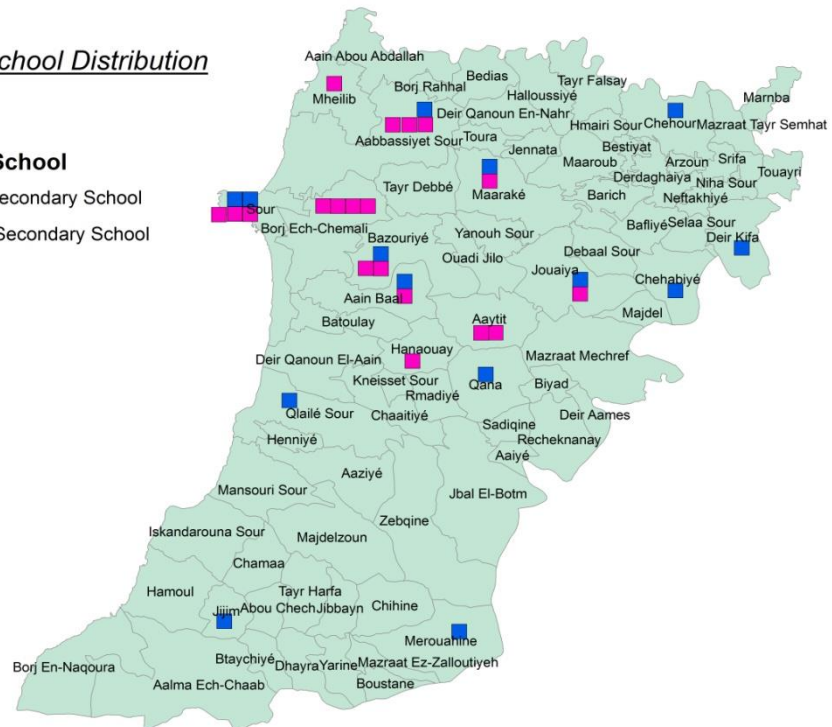 chool Distribution
School
econdary School
Secondary School
Aain Abou Abdallah
Mheilib
Borj Rahhal
Bedias
Tayr Falsay
Halloussiyé
Marnba
Deir Qanoun En-Nahr
Hmairi Sour
Chehour
Mazraat Tayr Semhat
Aabbassiyet Sour
Toura
Jennata
Bestiyat
Maaroub
Arzoun
Srifa
Derdaghaiya
Niha Sour
Touayri
Tayr Debbé
Maaraké
Barich
Neftakhiyé
Sour
Borj Ech-Chemali
Bazouriyé
Yanouh Sour
Bafliyé
Selaa Sour
Deir Kifa
Ouadi Jilo
Debaal Sour
Jouaiya
Chehabiyé
Aain Baal
Majdel
Batoulay
Aaytit
Hanaouay
Deir Qanoun El-Aain
Mazraat Mechref
Kneisset Sour
Qana
Biyad
Rmadiyé
Qlailé Sour
Chaaitiyé
Deir Aames
Sadiqine
Henniyé
Recheknanay
Aaiyé
Aaziyé
Mansouri Sour
Jbal El-Botm
Zebqine
Iskandarouna Sour
Majdelzoun
Chamaa
Hamoul
Tayr Harfa
Jijim
Abou Chech
Jibbayn
Chihine
Merouahine
Borj En-Naqoura
Btaychiyé
Dhayra
Yarine
Mazraat Ez-Zalloutiyeh
Aalma Ech-Chaab
Boustane